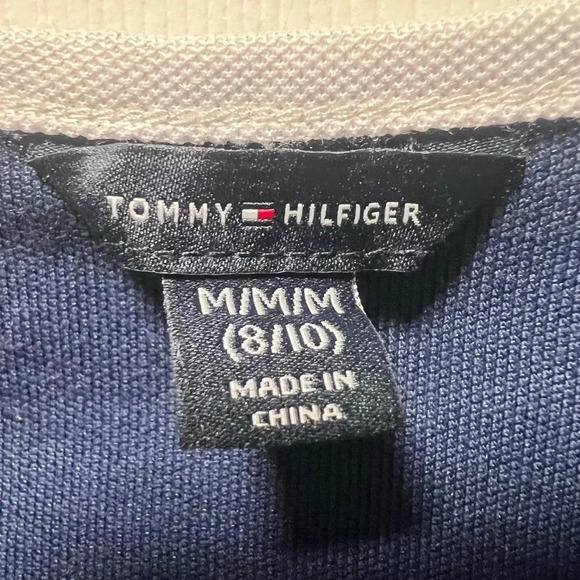 TOMMY HILFIGER
M/M/M
(8/10)
MADE IN
CHINA